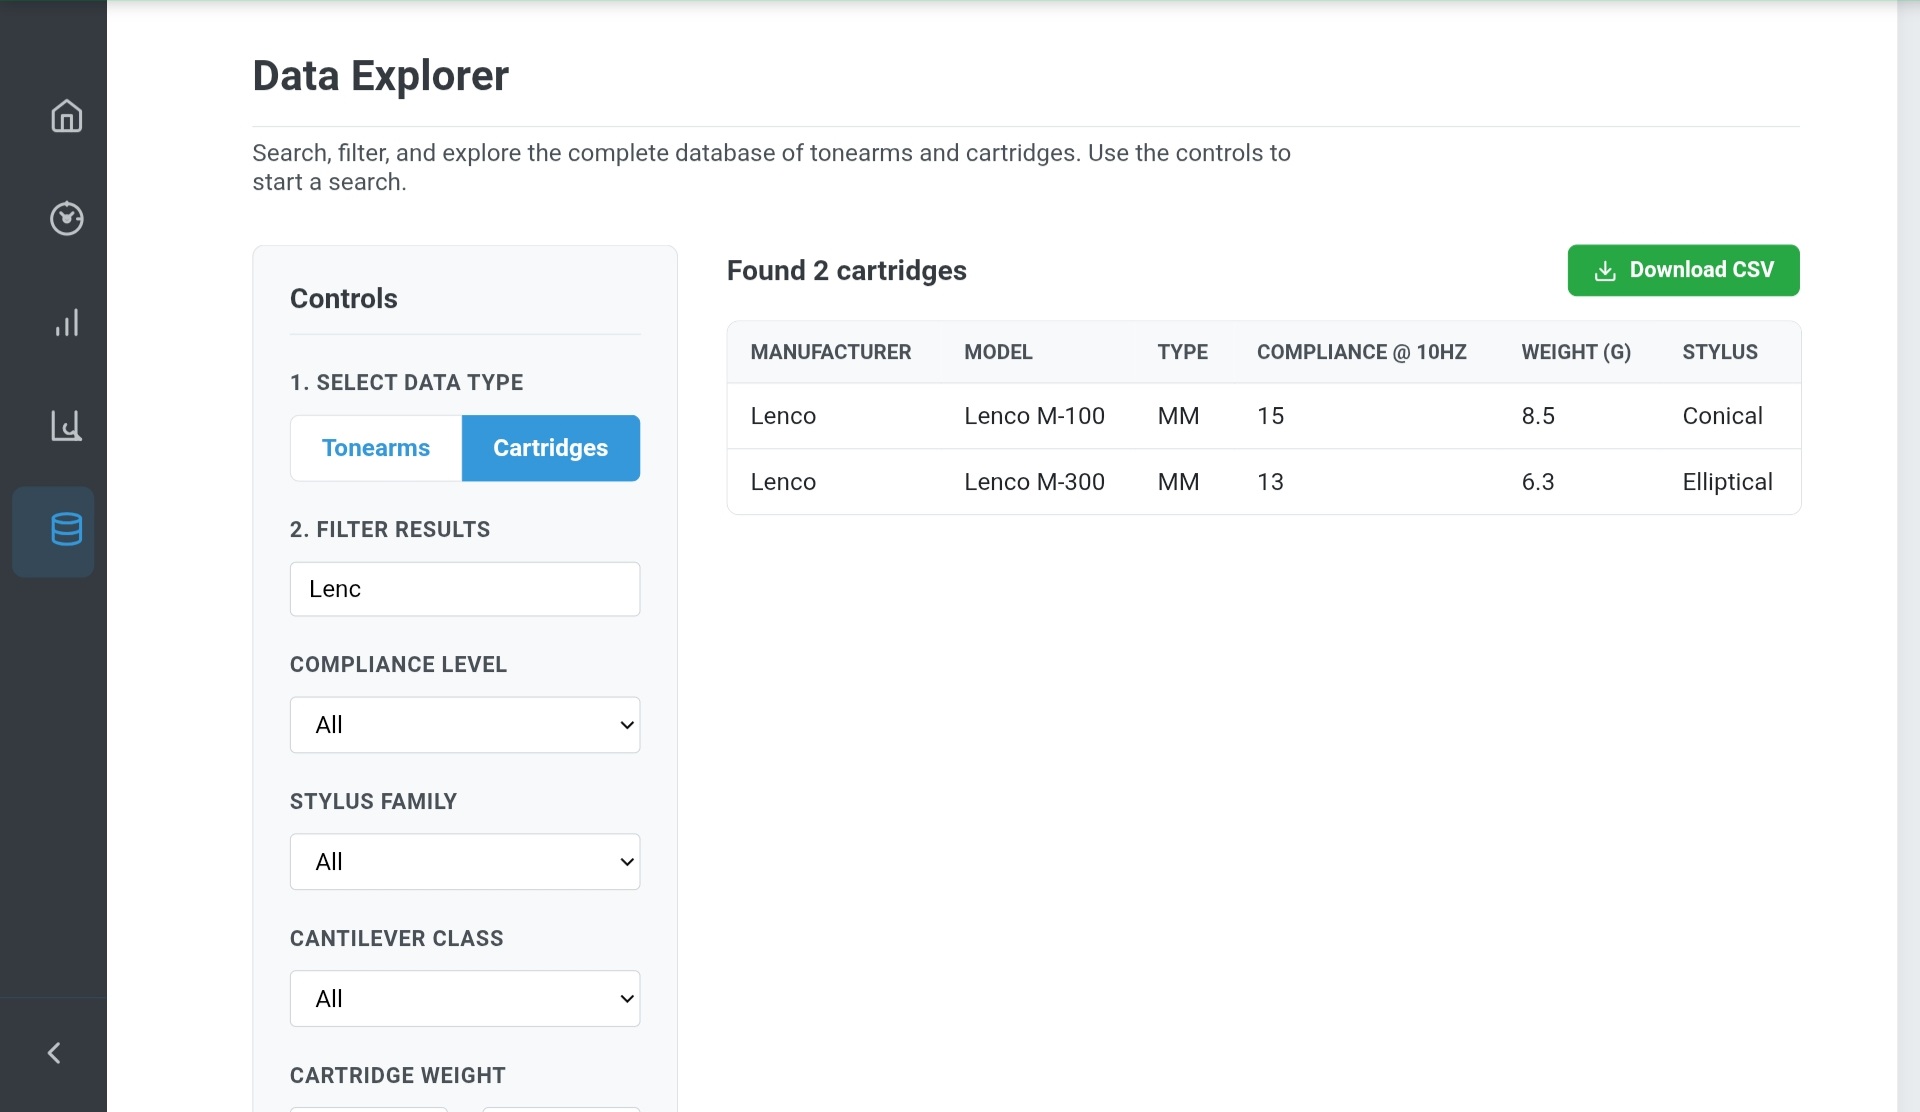 Data Explorer
Search, filter, and explore the complete database of tonearms and cartridges. Use the controls to
start a search.
Controls
1. SELECT DATA TYPE
Tonearms
Cartridges
2. FILTER RESULTS
Lenc
COMPLIANCE LEVEL
All
STYLUS FAMILY
All
CANTILEVER CLASS
All
CARTRIDGE WEIGHT
Found 2 cartridges
Download CSV
MANUFACTURER MODEL TYPE COMPLIANCE @ 10HZ WEIGHT (G) STYLUS
Lenco Lenco M-100 MM 15 8.5 Conical
Lenco Lenco M-300 MM 13 6.3 Elliptical